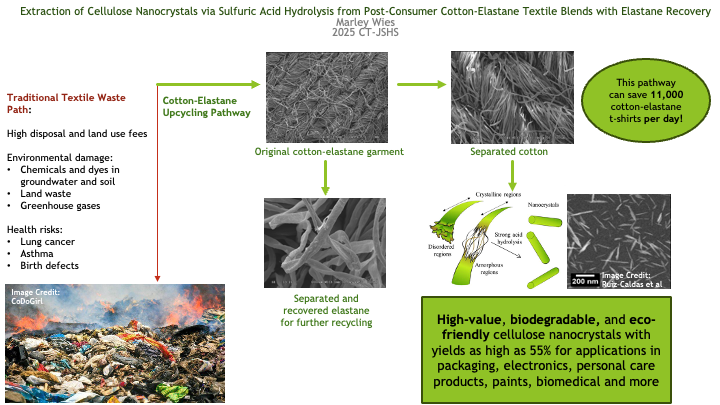 Extraction of Cellulose Nanocrystals via Sulfuric Acid Hydrolysis from Post-Consumer Cotton-Elastane Textile Blends with Elastane Recovery
Marley Wies
2025 CT-JSHS
Traditional Textile Waste
Path:
High disposal and land use fees
Environmental damage:
• Chemicals and dyes in
groundwater and soil
• Land waste
• Greenhouse gases
Health risks:
• Lung cancer
• Asthma
• Birth defects
Image Credit:
CoDoGirl
Cotton-Elastane
Upcycling Pathway
Original cotton-elastane garment
Separated and
recovered elastane
for further recycling
Separated cotton
This pathway
can save 11,000
cotton-elastane
t-shirts per day!
Crystalline regions
Nanocrystals
Disordered
regions
Strong acid
hydrolysis
Amorphous
regions
200 nm
Image Credit:
Ruiz-Caldas et al
High-value, biodegradable, and eco-
friendly cellulose nanocrystals with
yields as high as 55% for applications in
packaging, electronics, personal care
products, paints, biomedical and more